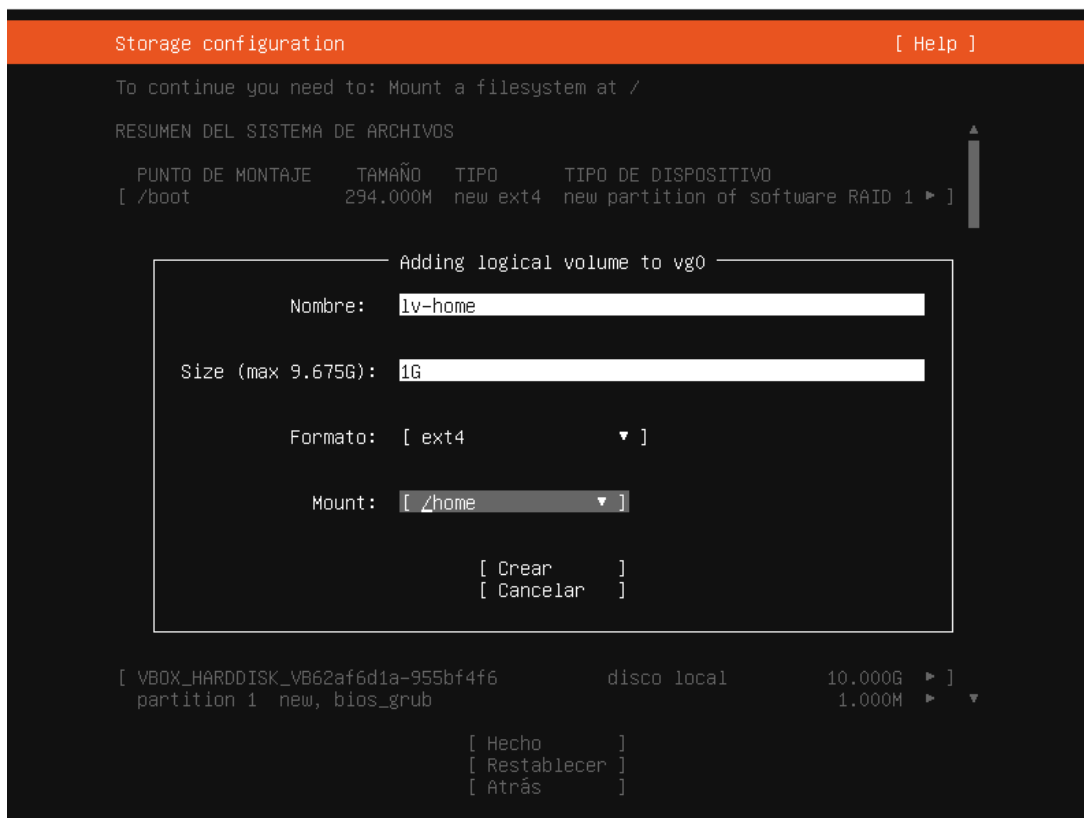 Storage configuration [ Help ]
To continue you need to: Mount a filesystem at /
RESUMEN DEL SISTEMA DE ARCHIVOS ▲
PUNTO DE MONTAJE TAMAÑO TIPO TIPO DE DISPOSITIVO
[ /boot 294.000M new ext4 new partition of software RAID 1 ► ]
Adding logical volume to vg0
Nombre: lv-home
Size (max 9.675G): 1G
Formato: [ ext4 ▼ ]
Mount: [ /home ▼ ]
[ Crear ]
[ Cancelar ]
[ VBOX_HARDDISK_VB62af6d1a-955bf4f6 disco local 10.000G ► ]
partition 1 new, bios_grub 1.000M ► ▼
[ Hecho ]
[ Restablecer ]
[ Atrás ]